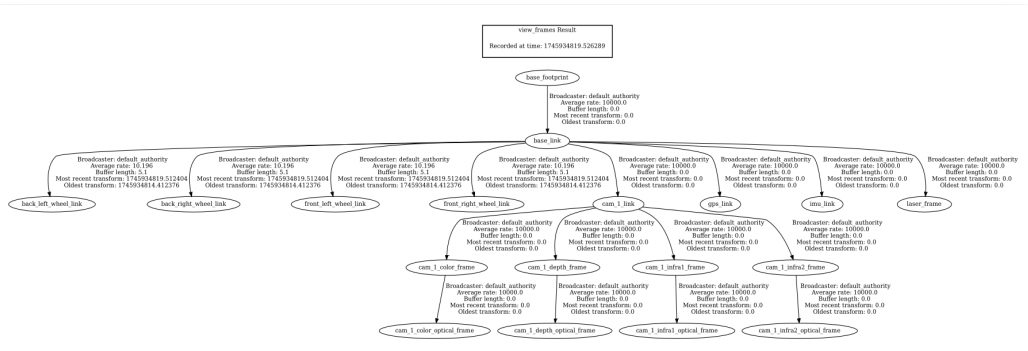 view_frames Result
Recorded at time: 1745934819.526289
base_footprint
Broadcaster: default_authority
Average rate: 10000.0
Buffer length: 0.0
Most recent transform: 0.0
Oldest transform: 0.0
base_link
Broadcaster: default_authority
Average rate: 10.196
Buffer length: 5.1
Most recent transform: 1745934819.512404
Oldest transform: 1745934814.412376
Broadcaster: default_authority
Average rate: 10.196
Buffer length: 5.1
Most recent transform: 1745934819.512404
Oldest transform: 1745934814.412376
Broadcaster: default_authority
Average rate: 10.196
Buffer length: 5.1
Most recent transform: 1745934819.512404
Oldest transform: 1745934814.412376
Broadcaster: default_authority
Average rate: 10.196
Buffer length: 5.1
Most recent transform: 1745934819.512404
Oldest transform: 1745934814.412376
Broadcaster: default_authority
Average rate: 10000.0
Buffer length: 0.0
Most recent transform: 0.0
Oldest transform: 0.0
Broadcaster: default_authority
Average rate: 10000.0
Buffer length: 0.0
Most recent transform: 0.0
Oldest transform: 0.0
Broadcaster: default_authority
Average rate: 10000.0
Buffer length: 0.0
Most recent transform: 0.0
Oldest transform: 0.0
Broadcaster: default_authority
Average rate: 10000.0
Buffer length: 0.0
Most recent transform: 0.0
Oldest transform: 0.0
back_left_wheel_link
back_right_wheel_link
front_left_wheel_link
front_right_wheel_link
cam_1_link
gps_link
imu_link
laser_frame
Broadcaster: default_authority
Average rate: 10000.0
Buffer length: 0.0
Most recent transform: 0.0
Oldest transform: 0.0
Broadcaster: default_authority
Average rate: 10000.0
Buffer length: 0.0
Most recent transform: 0.0
Oldest transform: 0.0
Broadcaster: default_authority
Average rate: 10000.0
Buffer length: 0.0
Most recent transform: 0.0
Oldest transform: 0.0
Broadcaster: default_authority
Average rate: 10000.0
Buffer length: 0.0
Most recent transform: 0.0
Oldest transform: 0.0
cam_1_color_frame
cam_1_depth_frame
cam_1_infra1_frame
cam_1_infra2_frame
Broadcaster: default_authority
Average rate: 10000.0
Buffer length: 0.0
Most recent transform: 0.0
Oldest transform: 0.0
Broadcaster: default_authority
Average rate: 10000.0
Buffer length: 0.0
Most recent transform: 0.0
Oldest transform: 0.0
Broadcaster: default_authority
Average rate: 10000.0
Buffer length: 0.0
Most recent transform: 0.0
Oldest transform: 0.0
Broadcaster: default_authority
Average rate: 10000.0
Buffer length: 0.0
Most recent transform: 0.0
Oldest transform: 0.0
cam_1_color_optical_frame
cam_1_depth_optical_frame
cam_1_infra1_optical_frame
cam_1_infra2_optical_frame